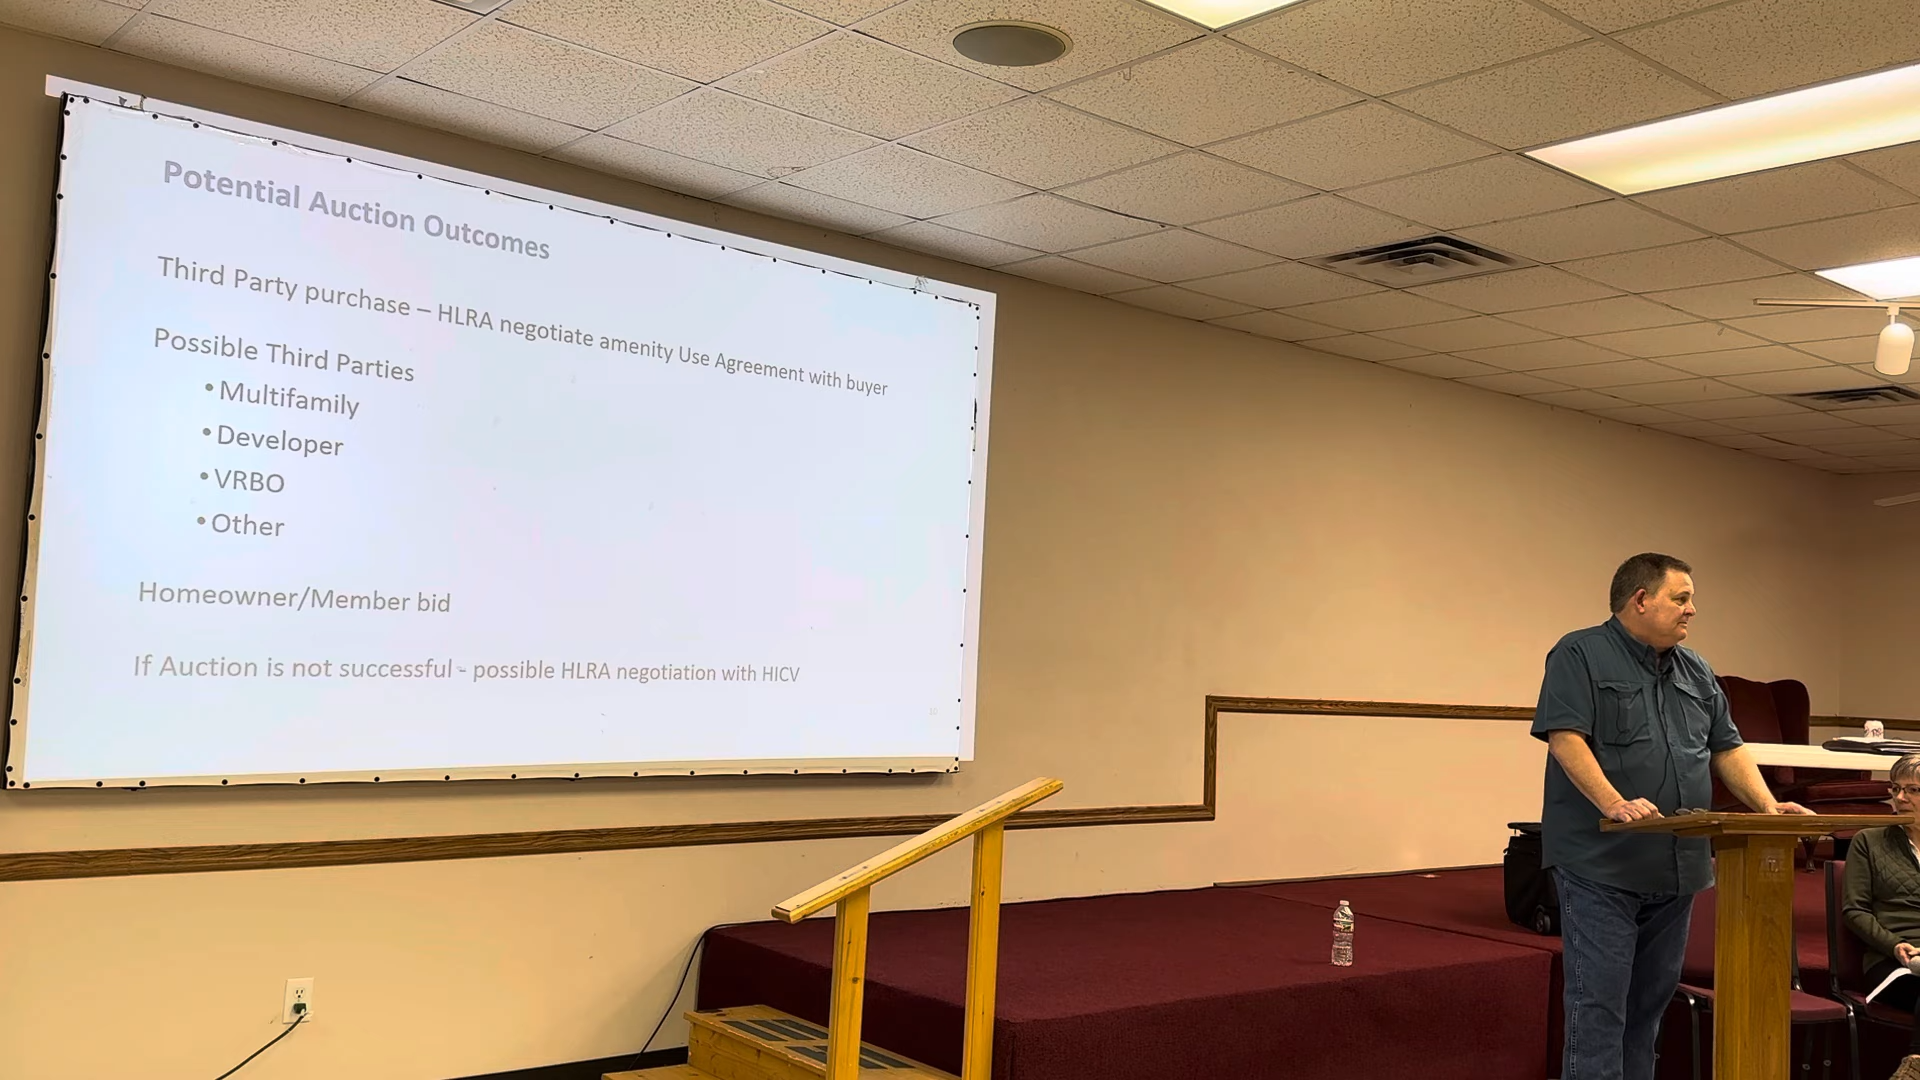 Potential Auction Outcomes
Third Party purchase – HLRA negotiate amenity Use Agreement with buyer
Possible Third Parties
•Multifamily
•Developer
•VRBO
•Other
Homeowner/Member bid
If Auction is not successful - possible HLRA negotiation with HICV